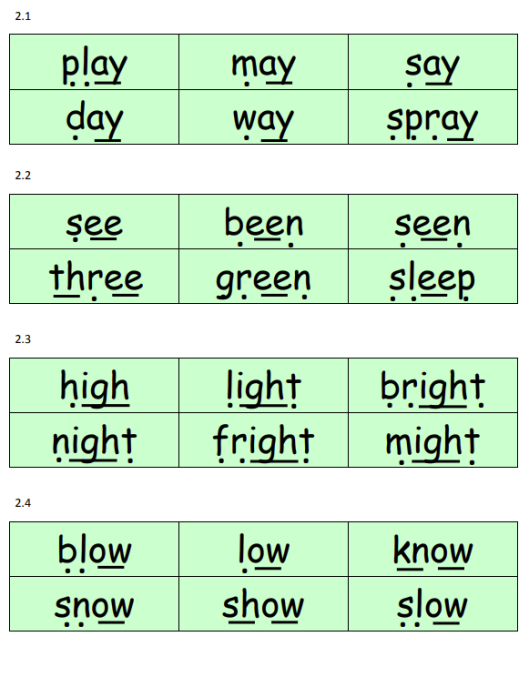 2.1
play may say
day way spray
2.2
see been seen
three green sleep
2.3
high light bright
night fright might
2.4
blow low know
snow show slow